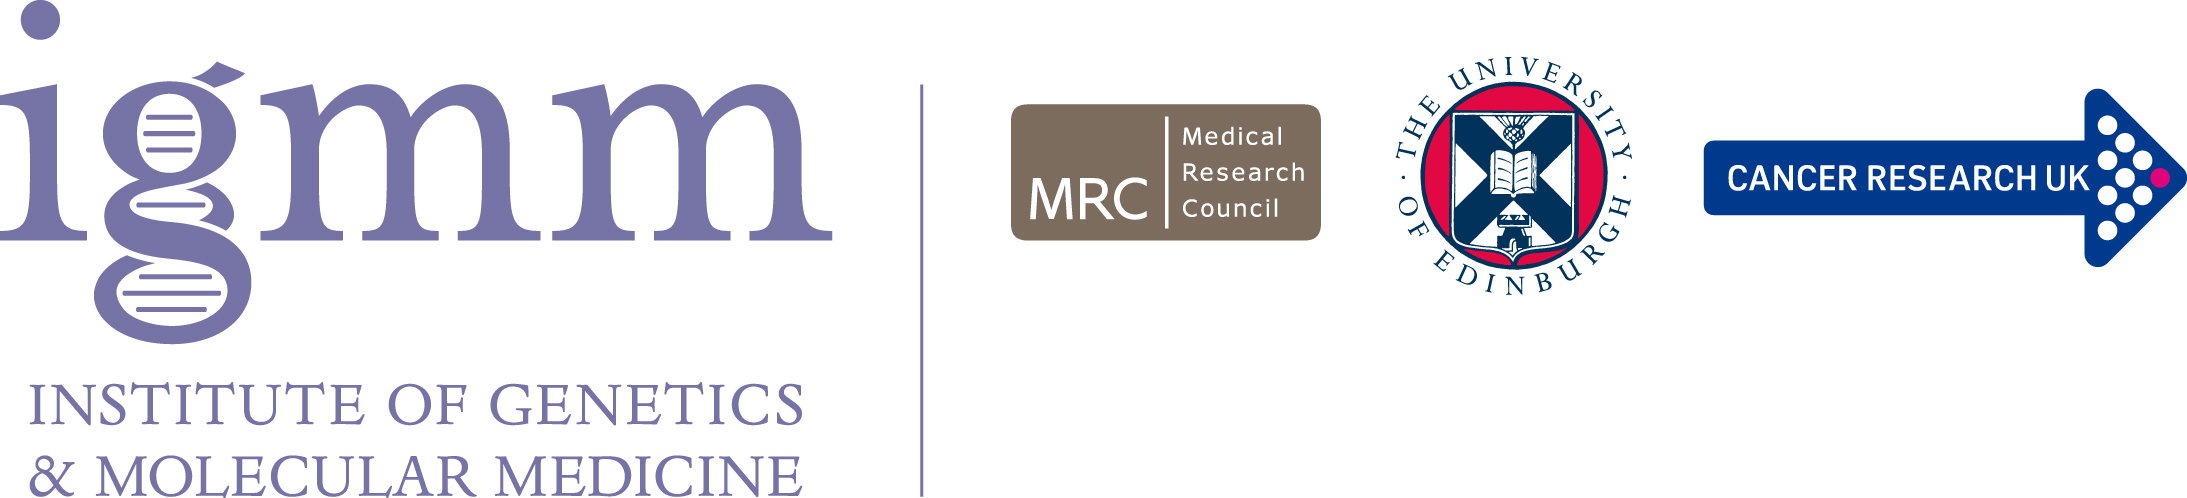 igmm
INSTITUTE OF GENETICS
& MOLECULAR MEDICINE
MRC
Medical
Research
Council
THE UNIVERSITY
OF EDINBURGH
CANCER RESEARCH UK